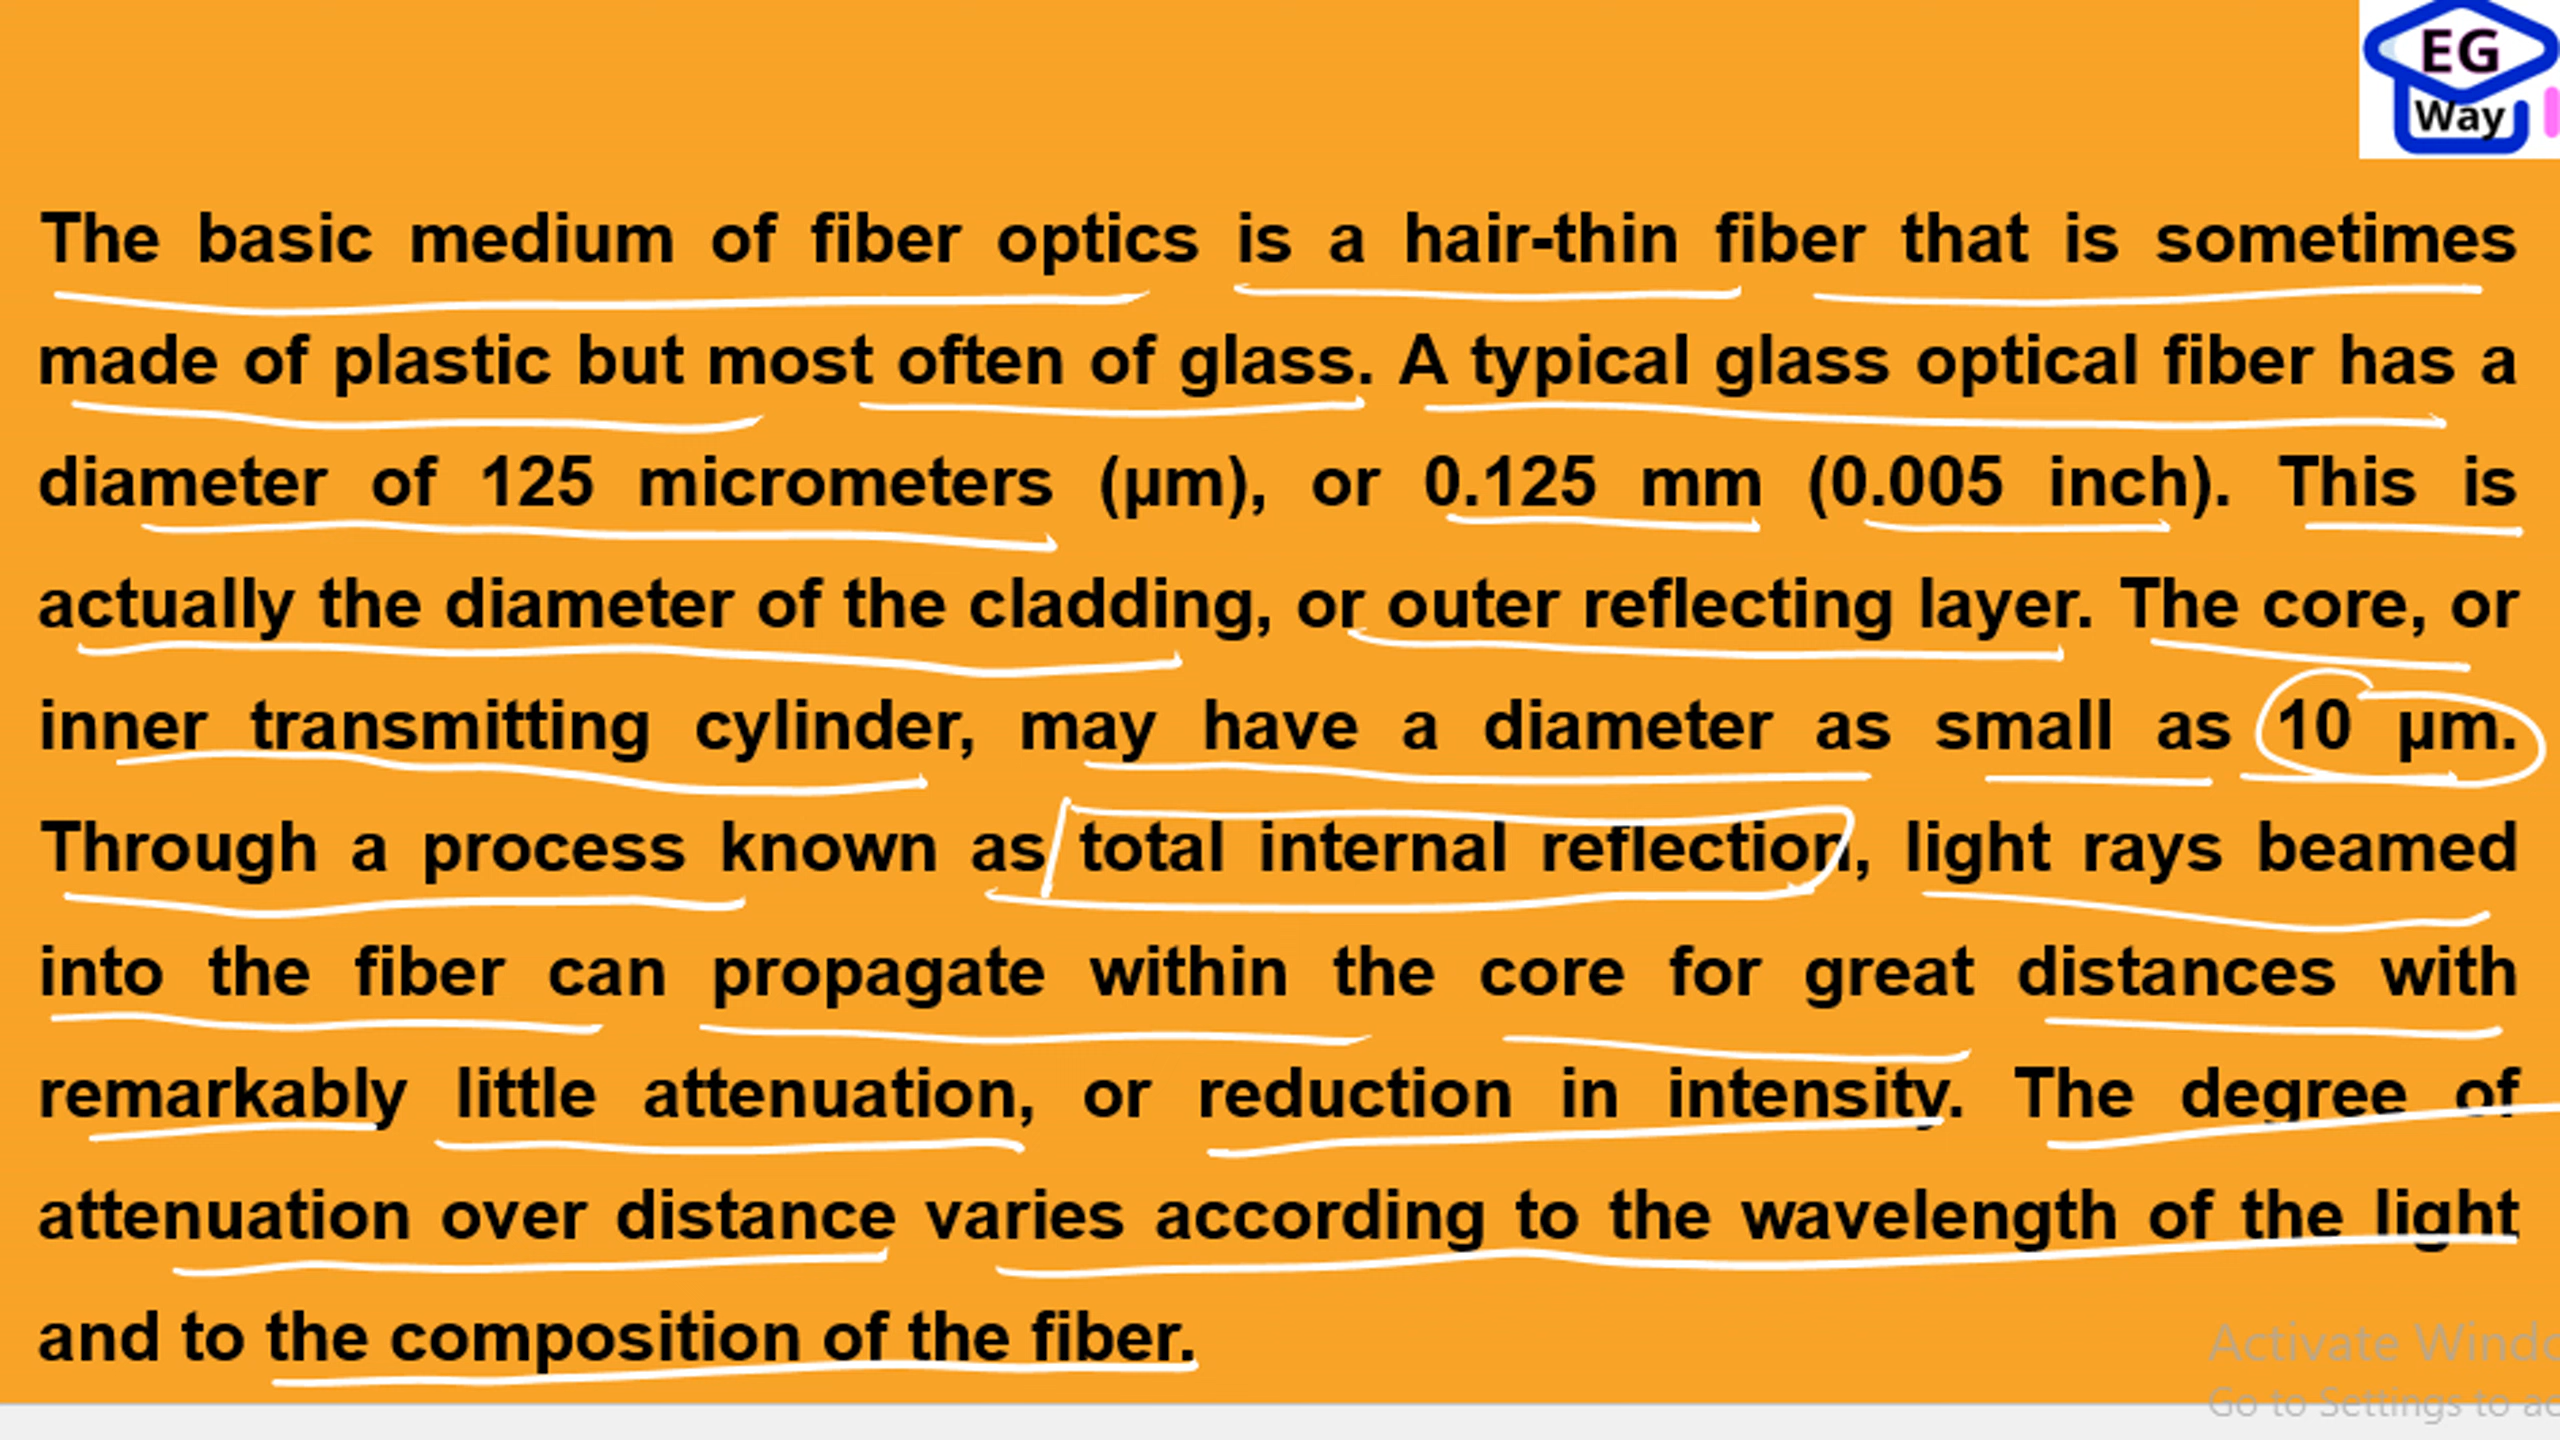 EG
Way
The basic medium of fiber optics is a hair-thin fiber that is sometimes
made of plastic but most often of glass. A typical glass optical fiber has a
diameter of 125 micrometers (µm), or 0.125 mm (0.005 inch). This is
actually the diameter of the cladding, or outer reflecting layer. The core, or
inner transmitting cylinder, may have a diameter as small as 10 µm.
Through a process known as total internal reflection, light rays beamed
into the fiber can propagate within the core for great distances with
remarkably little attenuation, or reduction in intensity. The degree of
attenuation over distance varies according to the wavelength of the light
and to the composition of the fiber.
Activate Windo
Go to Settings to ac